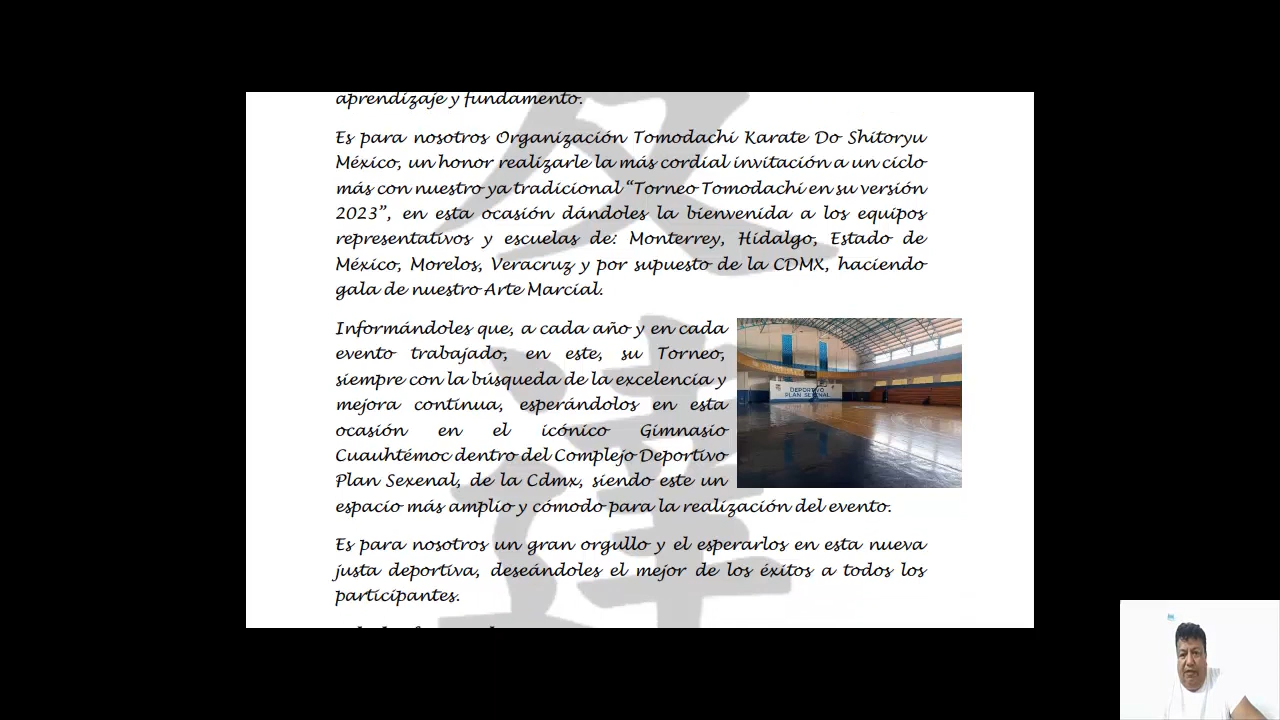 aprendizaje y fundamento.
Es para nosotros Organización Tomodachi Karate Do Shitoryu
México, un honor realizarle la más cordial invitación a un ciclo
más con nuestro ya tradicional “Torneo Tomodachi en su versión
2023”, en esta ocasión dándoles la bienvenida a los equipos
representativos y escuelas de: Monterrey, Hidalgo, Estado de
México, Morelos, Veracruz y por supuesto de la CDMX, haciendo
gala de nuestro Arte Marcial.
Informándoles que, a cada año y en cada
evento trabajado, en este, su Torneo,
siempre con la búsqueda de la excelencia y
mejora continua, esperándolos en esta
ocasión en el icónico Gimnasio
Cuauhtémoc dentro del Complejo Deportivo
Plan Sexenal, de la Cdmx, siendo este un
espacio más amplio y cómodo para la realización del evento.
DEPORTIVO
PLAN SEXENAL
Es para nosotros un gran orgullo y el esperarlos en esta nueva
justa deportiva, deseándoles el mejor de los éxitos a todos los
participantes.